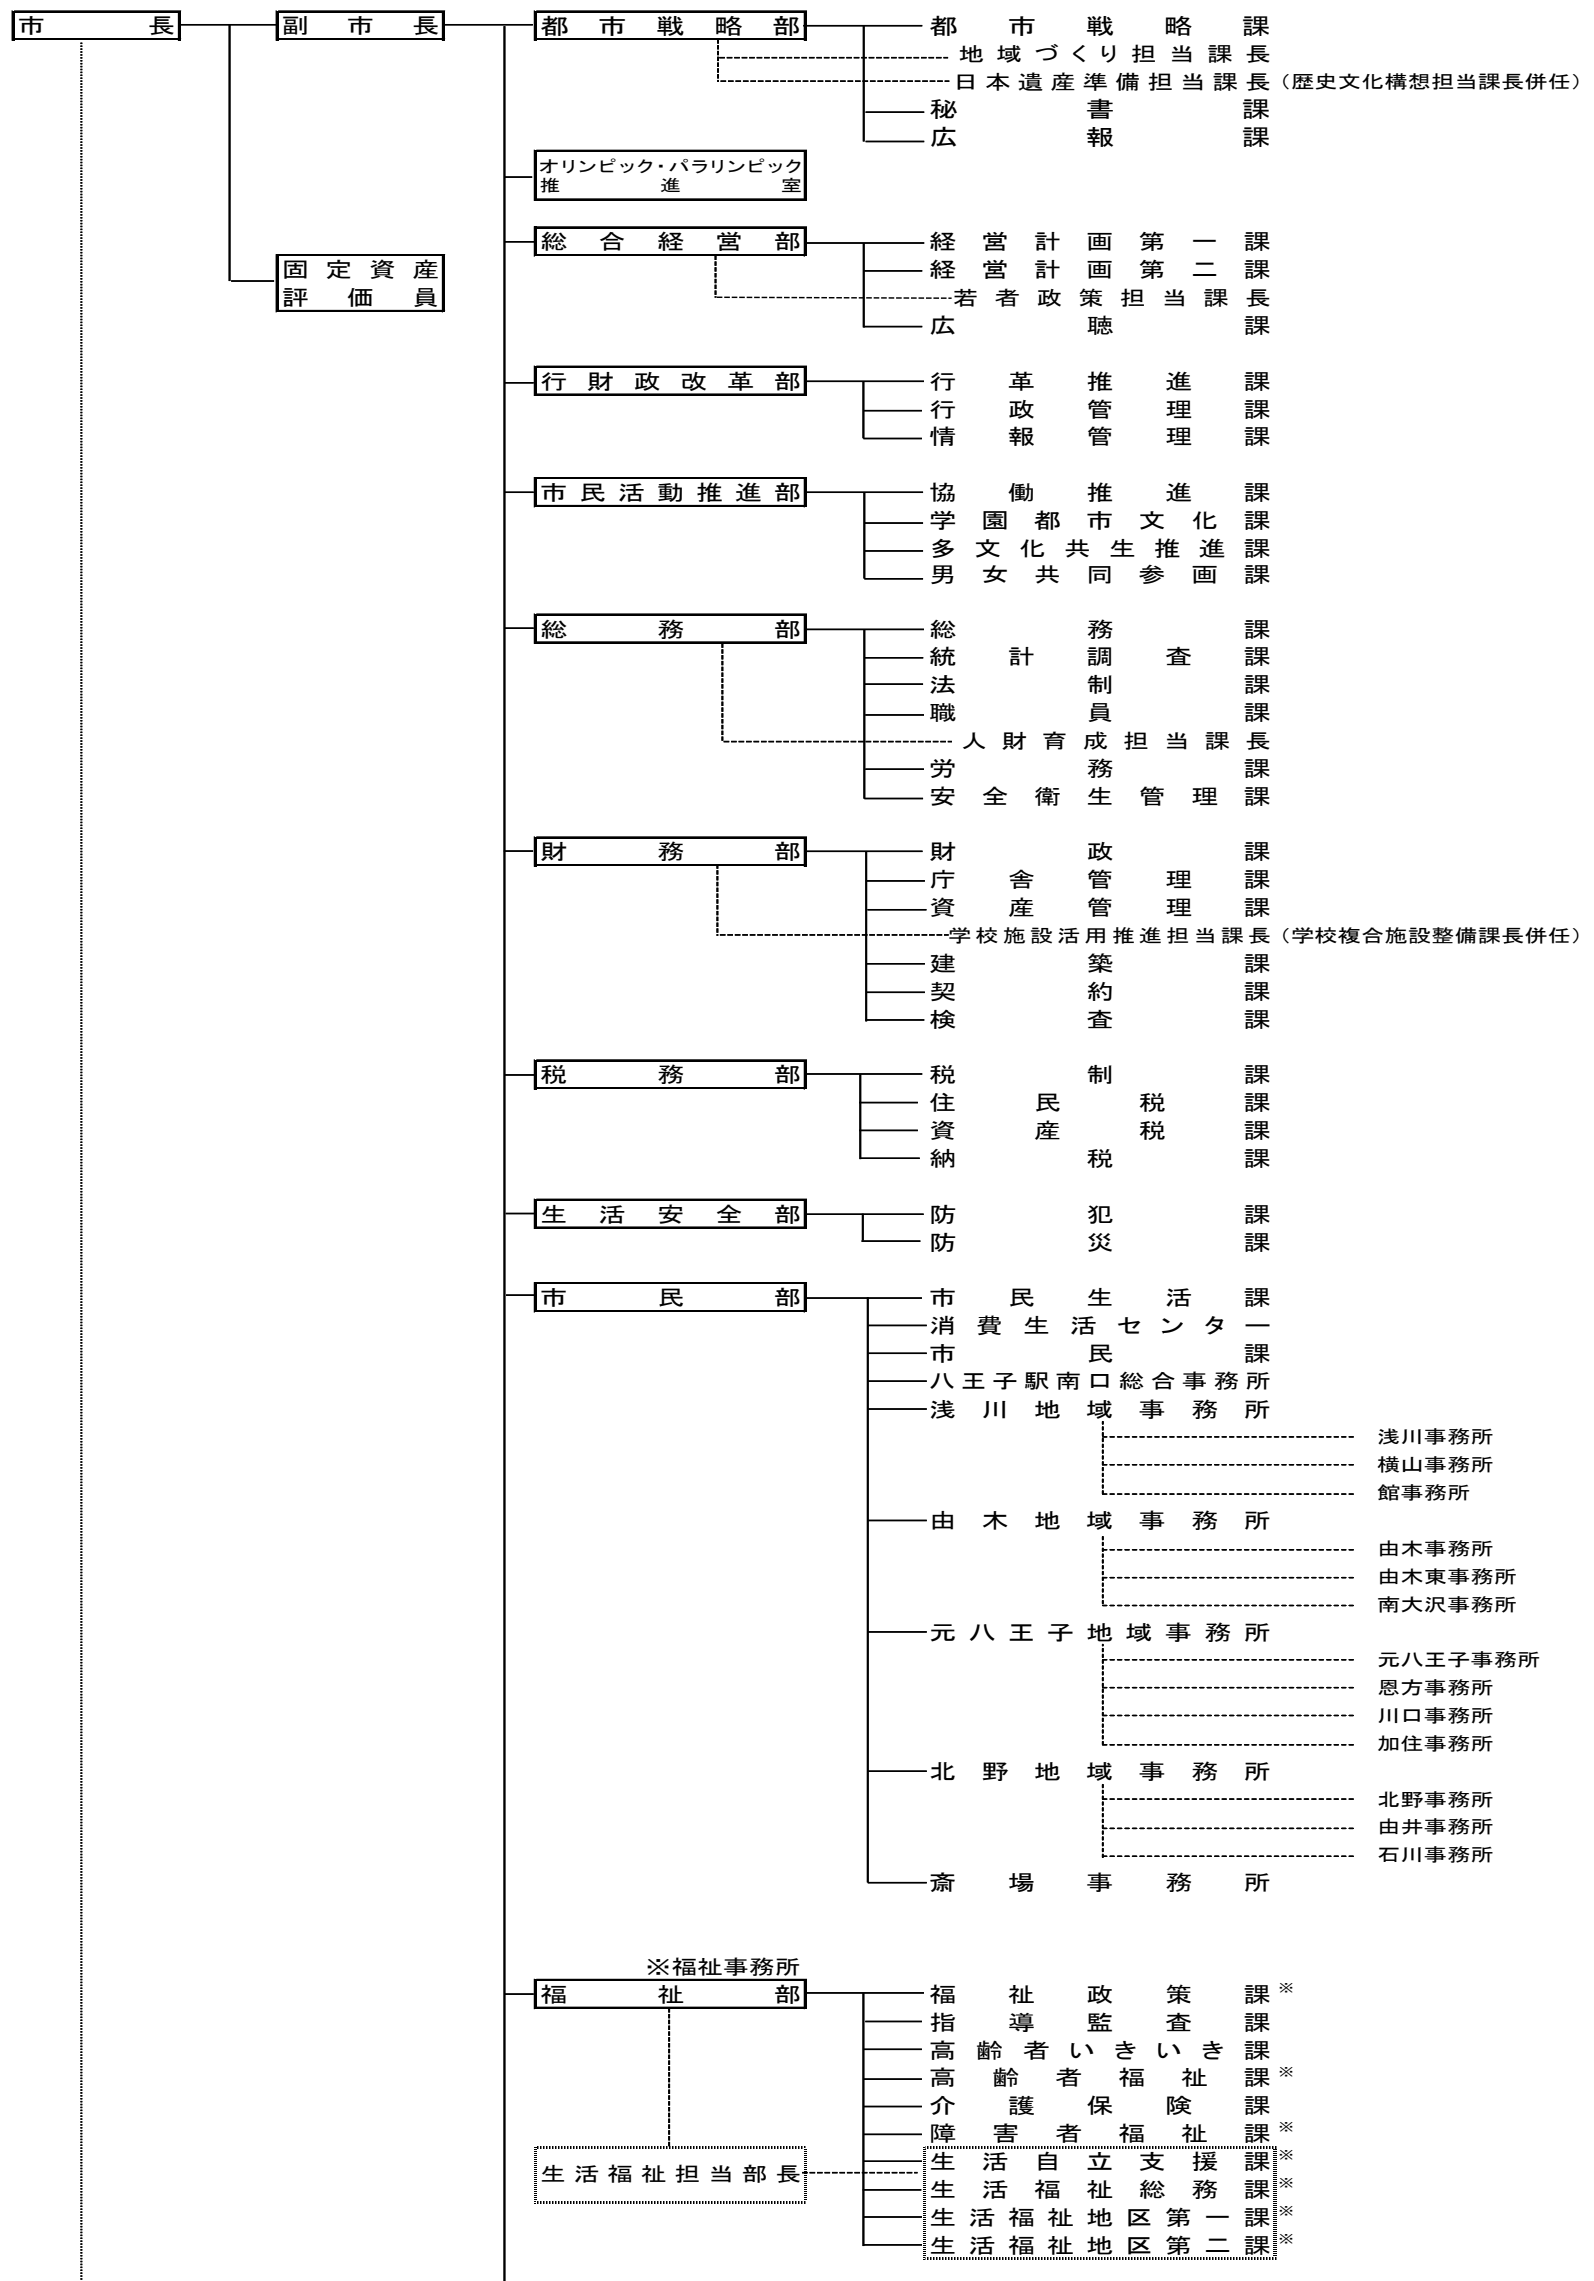 市長 副市長 都市戦略部 都市戦略課
地域づくり担当課長
日本遺産準備担当課長（歴史文化構想担当課長併任）
秘書課
広報課
オリンピック・パラリンピック
推進室
総合経営部 経営計画第一課
固定資産 経営計画第二課
評価員 若者政策担当課長
広聴課
行財政改革部 行革推進課
行政管理課
情報管理課
市民活動推進部 協働推進課
学園都市文化課
多文化共生推進課
男女共同参画課
総務部 総務課
統計調査課
法制課
職員課
人財育成担当課長
労務課
安全衛生管理課
財務部 財政課
庁舎管理課
資産管理課
学校施設活用推進担当課長（学校複合施設整備課長併任）
建築課
契約課
検査課
税務部 税制課
住民税課
資産税課
納税課
生活安全部 防犯課
防災課
市民部 市民生活課
消費生活センター
市民課
八王子駅南口総合事務所
浅川地域事務所
浅川事務所
横山事務所
館事務所
由木地域事務所
由木事務所
由木東事務所
南大沢事務所
元八王子地域事務所
元八王子事務所
恩方事務所
川口事務所
加住事務所
北野地域事務所
北野事務所
由井事務所
石川事務所
斎場事務所
※福祉事務所
福祉部 福祉政策課※
指導監査課
高齢者いきいき課
高齢者福祉課※
介護保険課
障害者福祉課※
生活自立支援課※
生活福祉担当部長 生活福祉総務課※
生活福祉地区第一課※
生活福祉地区第二課※